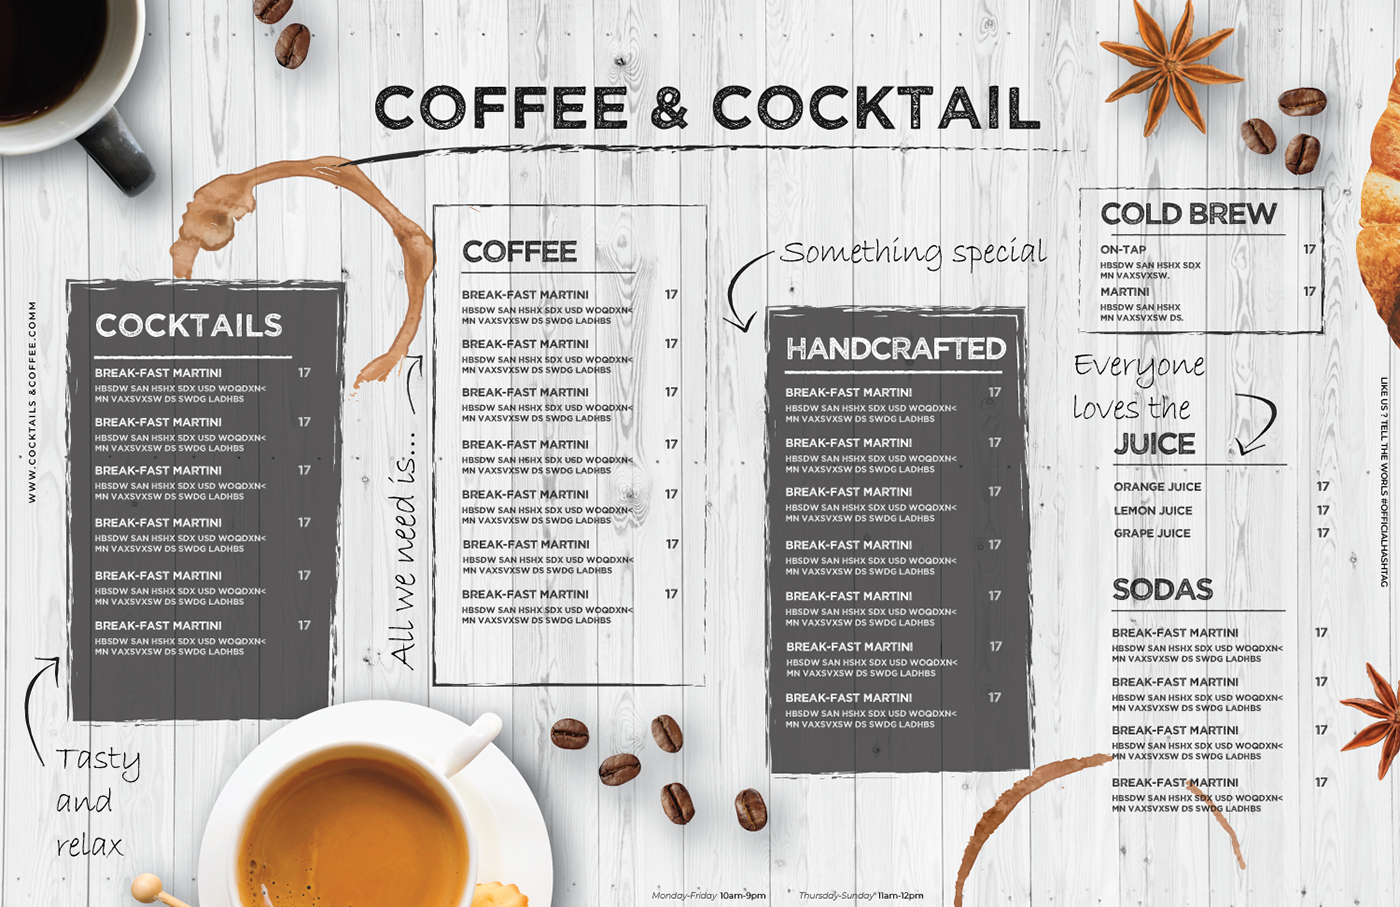 COFFEE & COCKTAIL
WWW.COCKTAILS &COFFEE.COMM
COCKTAILS
BREAK-FAST MARTINI 17
HBSDW SAN HSHX SDX USD WOQDXN<
MN VAXSVXSW DS SWDG LADHBS
BREAK-FAST MARTINI 17
HBSDW SAN HSHX SDX USD WOQDXN<
MN VAXSVXSW DS SWDG LADHBS
BREAK-FAST MARTINI 17
HBSDW SAN HSHX SDX USD WOQDXN<
MN VAXSVXSW DS SWDG LADHBS
BREAK-FAST MARTINI 17
HBSDW SAN HSHX SDX USD WOQDXN<
MN VAXSVXSW DS SWDG LADHBS
BREAK-FAST MARTINI 17
HBSDW SAN HSHX SDX USD WOQDXN<
MN VAXSVXSW DS SWDG LADHBS
BREAK-FAST MARTINI 17
HBSDW SAN HSHX SDX USD WOQDXN<
MN VAXSVXSW DS SWDG LADHBS
Tasty
and
relax
All we need is...
COFFEE
BREAK-FAST MARTINI 17
HBSDW SAN HSHX SDX USD WOQDXN<
MN VAXSVXSW DS SWDG LADHBS
BREAK-FAST MARTINI 17
HBSDW SAN HSHX SDX USD WOQDXN<
MN VAXSVXSW DS SWDG LADHBS
BREAK-FAST MARTINI 17
HBSDW SAN HSHX SDX USD WOQDXN<
MN VAXSVXSW DS SWDG LADHBS
BREAK-FAST MARTINI 17
HBSDW SAN HSHX SDX USD WOQDXN<
MN VAXSVXSW DS SWDG LADHBS
BREAK-FAST MARTINI 17
HBSDW SAN HSHX SDX USD WOQDXN<
MN VAXSVXSW DS SWDG LADHBS
BREAK-FAST MARTINI 17
HBSDW SAN HSHX SDX USD WOQDXN<
MN VAXSVXSW DS SWDG LADHBS
BREAK-FAST MARTINI 17
HBSDW SAN HSHX SDX USD WOQDXN<
MN VAXSVXSW DS SWDG LADHBS
Something special
HANDCRAFTED
BREAK-FAST MARTINI 17
HBSDW SAN HSHX SDX USD WOQDXN<
MN VAXSVXSW DS SWDG LADHBS
BREAK-FAST MARTINI 17
HBSDW SAN HSHX SDX USD WOQDXN<
MN VAXSVXSW DS SWDG LADHBS
BREAK-FAST MARTINI 17
HBSDW SAN HSHX SDX USD WOQDXN<
MN VAXSVXSW DS SWDG LADHBS
BREAK-FAST MARTINI 17
HBSDW SAN HSHX SDX USD WOQDXN<
MN VAXSVXSW DS SWDG LADHBS
BREAK-FAST MARTINI 17
HBSDW SAN HSHX SDX USD WOQDXN<
MN VAXSVXSW DS SWDG LADHBS
BREAK-FAST MARTINI 17
HBSDW SAN HSHX SDX USD WOQDXN<
MN VAXSVXSW DS SWDG LADHBS
BREAK-FAST MARTINI 17
HBSDW SAN HSHX SDX USD WOQDXN<
MN VAXSVXSW DS SWDG LADHBS
COLD BREW
ON-TAP 17
HBSDW SAN HSHX SDX
MN VAXSVXSW.
MARTINI 17
HBSDW SAN HSHX
MN VAXSVXSW DS.
Everyone
loves the
JUICE
ORANGE JUICE 17
LEMON JUICE 17
GRAPE JUICE 17
SODAS
BREAK-FAST MARTINI 17
HBSDW SAN HSHX SDX USD WOQDXN<
MN VAXSVXSW DS SWDG LADHBS
BREAK-FAST MARTINI 17
HBSDW SAN HSHX SDX USD WOQDXN<
MN VAXSVXSW DS SWDG LADHBS
BREAK-FAST MARTINI 17
HBSDW SAN HSHX SDX USD WOQDXN<
MN VAXSVXSW DS SWDG LADHBS
BREAK-FAST MARTINI 17
HBSDW SAN HSHX SDX USD WOQDXN<
MN VAXSVXSW DS SWDG LADHBS
LIKE US ? TELL THE WORLS #OFFICIALHASHTAG
Monday-Friday 10am-9pm Thursday-Sunday* 11am-12pm